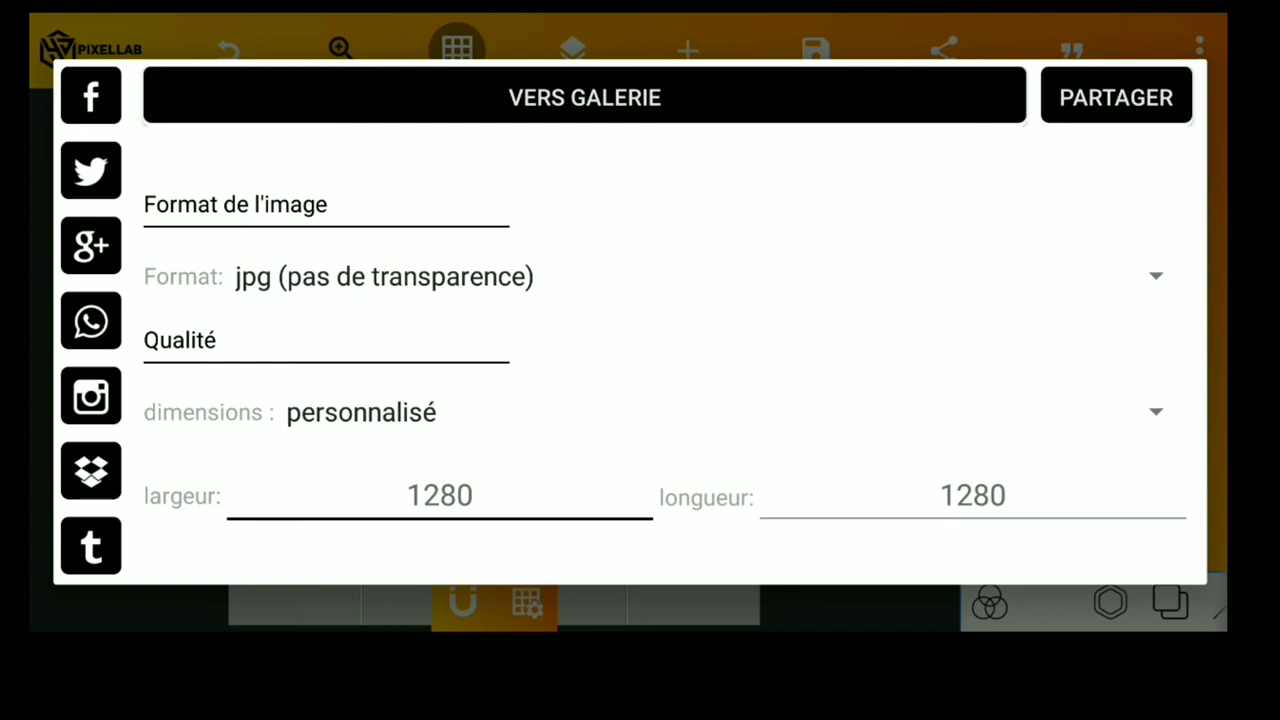 PIXELLAB
VERS GALERIE
PARTAGER
Format de l'image
Format: jpg (pas de transparence)
Qualité
dimensions : personnalisé
largeur: 1280 longueur: 1280